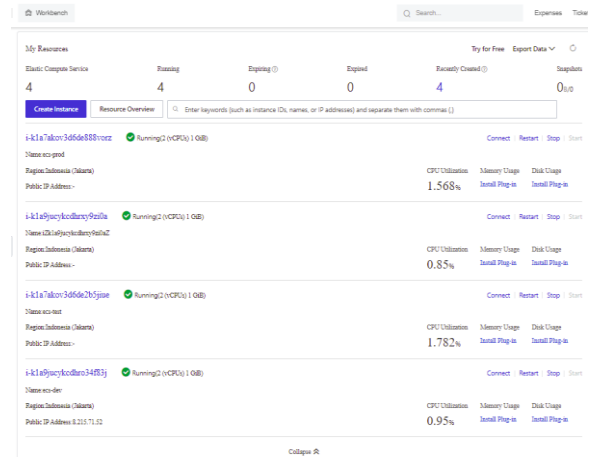 Workbench
Search...
Expenses Ticke
My Resources
Try for Free Export Data
Elastic Compute Service Running Expiring Expired Recently Created Snapshots
4 4 0 0 4 0
Create Instance Resource Overview Enter keywords (such as instance IDs, names, or IP addresses) and separate them with commas (,)
i-k1a7akov3d6de888vorz Running(2 (vCPUs) 1 GiB) Connect Restart Stop Start
Name:ecs-prod
Region:Indonesia (Jakarta) CPU Utilization Memory Usage Disk Usage
Public IP Address:- 1.568% Install Plug-in Install Plug-in
i-k1a9jucykcdhrxy9zi0a Running(2 (vCPUs) 1 GiB) Connect Restart Stop Start
Name:iZk1a9jucykcdhrxy9zi0aZ
Region:Indonesia (Jakarta) CPU Utilization Memory Usage Disk Usage
Public IP Address:- 0.85% Install Plug-in Install Plug-in
i-k1a7akov3d6de2b5jiue Running(2 (vCPUs) 1 GiB) Connect Restart Stop Start
Name:ecs-test
Region:Indonesia (Jakarta) CPU Utilization Memory Usage Disk Usage
Public IP Address:- 1.782% Install Plug-in Install Plug-in
i-k1a9jucykcdhro34f83j Running(2 (vCPUs) 1 GiB) Connect Restart Stop Start
Name:ecs-dev
Region:Indonesia (Jakarta) CPU Utilization Memory Usage Disk Usage
Public IP Address:8.215.71.52 0.95% Install Plug-in Install Plug-in
Collapse